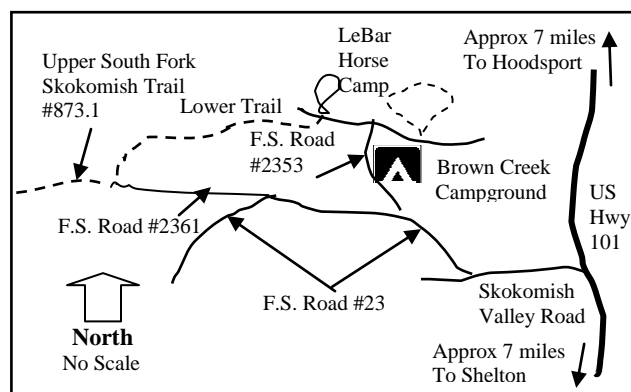 LeBar
Horse
Camp
Approx 7 miles
To Hoodsport
Upper South Fork
Skokomish Trail
#873.1
Lower Trail
F.S. Road
#2353
Brown Creek
Campground
US
Hwy
101
F.S. Road #2361
F.S. Road #23
Skokomish
Valley Road
North
No Scale
Approx 7 miles
To Shelton